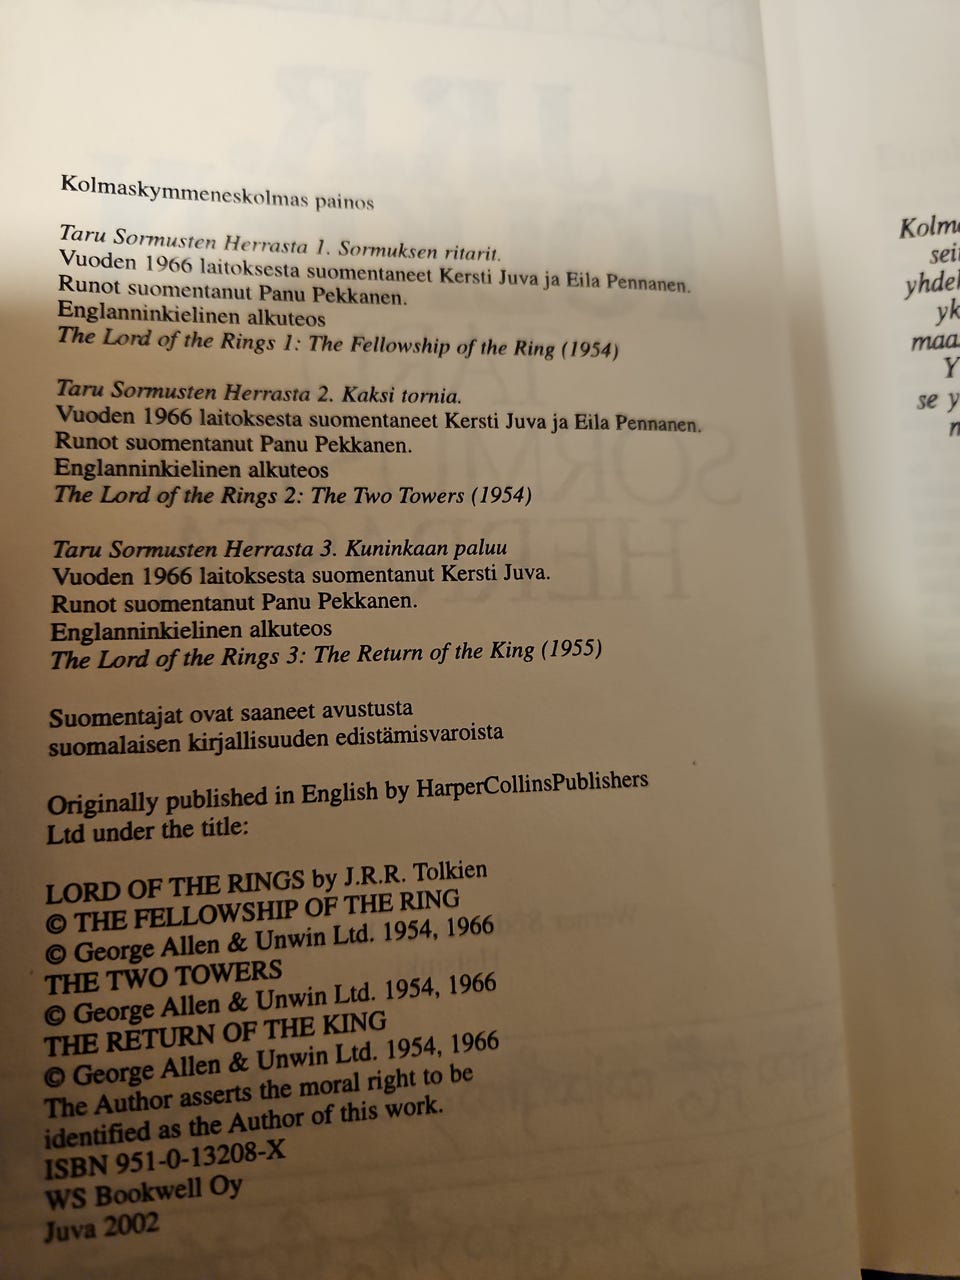 Kolmaskymmeneskolmas painos
Taru Sormusten Herrasta 1. Sormuksen ritarit.
Vuoden 1966 laitoksesta suomentaneet Kersti Juva ja Eila Pennanen.
Runot suomentanut Panu Pekkanen.
Englanninkielinen alkuteos
The Lord of the Rings 1: The Fellowship of the Ring (1954)
Taru Sormusten Herrasta 2. Kaksi tornia.
Vuoden 1966 laitoksesta suomentaneet Kersti Juva ja Eila Pennanen.
Runot suomentanut Panu Pekkanen.
Englanninkielinen alkuteos
The Lord of the Rings 2: The Two Towers (1954)
Taru Sormusten Herrasta 3. Kuninkaan paluu
Vuoden 1966 laitoksesta suomentanut Kersti Juva.
Runot suomentanut Panu Pekkanen.
Englanninkielinen alkuteos
The Lord of the Rings 3: The Return of the King (1955)
Suomentajat ovat saaneet avustusta
suomalaisen kirjallisuuden edistämisvaroista
Originally published in English by HarperCollinsPublishers
Ltd under the title:
LORD OF THE RINGS by J.R.R. Tolkien
© THE FELLOWSHIP OF THE RING
© George Allen & Unwin Ltd. 1954, 1966
THE TWO TOWERS
© George Allen & Unwin Ltd. 1954, 1966
THE RETURN OF THE KING
© George Allen & Unwin Ltd. 1954, 1966
The Author asserts the moral right to be
identified as the Author of this work.
ISBN 951-0-13208-X
WS Bookwell Oy
Juva 2002
Kolm
sei
yhdel
yk
maa
Y
se y